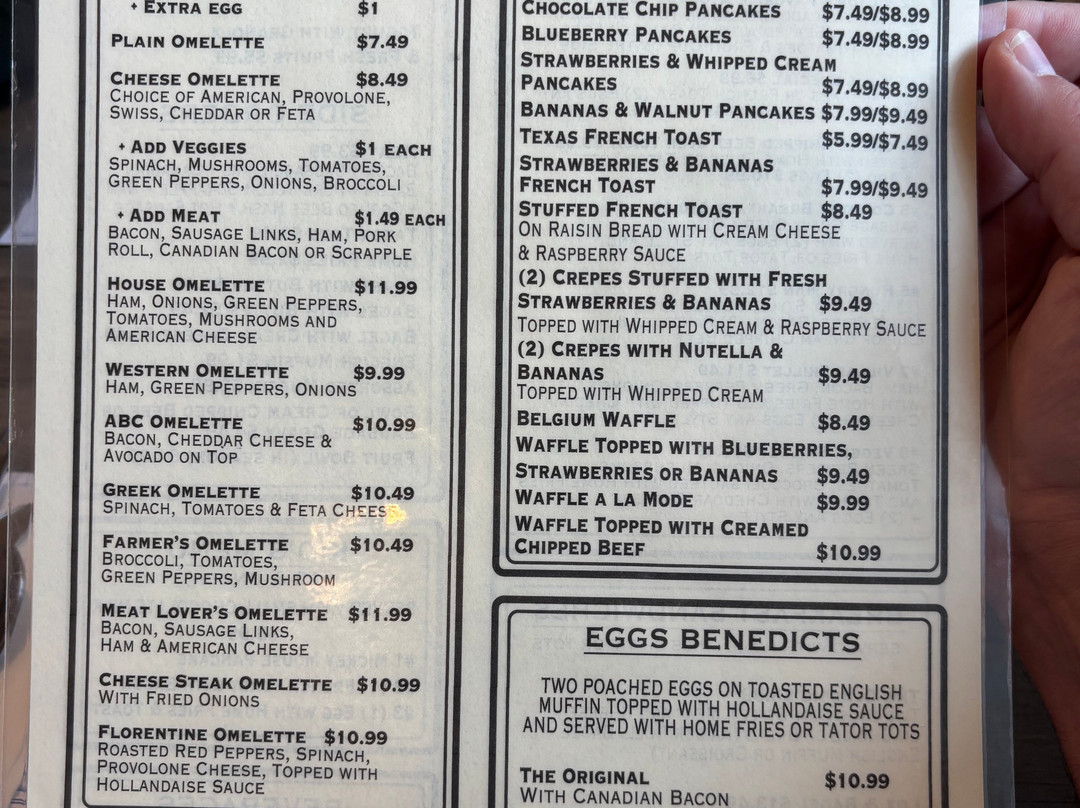 + Extra egg $1
Plain Omelette $7.49
Cheese Omelette $8.49
Choice of American, Provolone,
Swiss, Cheddar or Feta
+ Add Veggies $1 each
Spinach, Mushrooms, Tomatoes,
Green Peppers, Onions, Broccoli
+ Add Meat $1.49 each
Bacon, Sausage Links, Ham, Pork
Roll, Canadian Bacon or Scrapple
House Omelette $11.99
Ham, Onions, Green Peppers,
Tomatoes, Mushrooms and
American Cheese
Western Omelette $9.99
Ham, Green Peppers, Onions
ABC Omelette $10.99
Bacon, Cheddar Cheese &
Avocado on Top
Greek Omelette $10.49
Spinach, Tomatoes & Feta Cheese
Farmer's Omelette $10.49
Broccoli, Tomatoes,
Green Peppers, Mushroom
Meat Lover's Omelette $11.99
Bacon, Sausage Links,
Ham & American Cheese
Cheese Steak Omelette $10.99
With Fried Onions
Florentine Omelette $10.99
Roasted Red Peppers, Spinach,
Provolone Cheese, Topped with
Hollandaise Sauce
Chocolate Chip Pancakes $7.49/$8.99
Blueberry Pancakes $7.49/$8.99
Strawberries & Whipped Cream
Pancakes $7.49/$8.99
Bananas & Walnut Pancakes $7.99/$9.49
Texas French Toast $5.99/$7.49
Strawberries & Bananas
French Toast $7.99/$9.49
Stuffed French Toast $8.49
on Raisin Bread with Cream Cheese
& Raspberry Sauce
(2) Crepes Stuffed with Fresh
Strawberries & Bananas $9.49
Topped with Whipped Cream & Raspberry Sauce
(2) Crepes with Nutella &
Bananas $9.49
Topped with Whipped Cream
Belgium Waffle $8.49
Waffle Topped with Blueberries,
Strawberries or Bananas $9.49
Waffle a la Mode $9.99
Waffle Topped with Creamed
Chipped Beef $10.99
EGGS BENEDICTS
TWO POACHED EGGS ON TOASTED ENGLISH
MUFFIN TOPPED WITH HOLLANDAISE SAUCE
AND SERVED WITH HOME FRIES OR TATOR TOTS
The Original $10.99
With Canadian Bacon